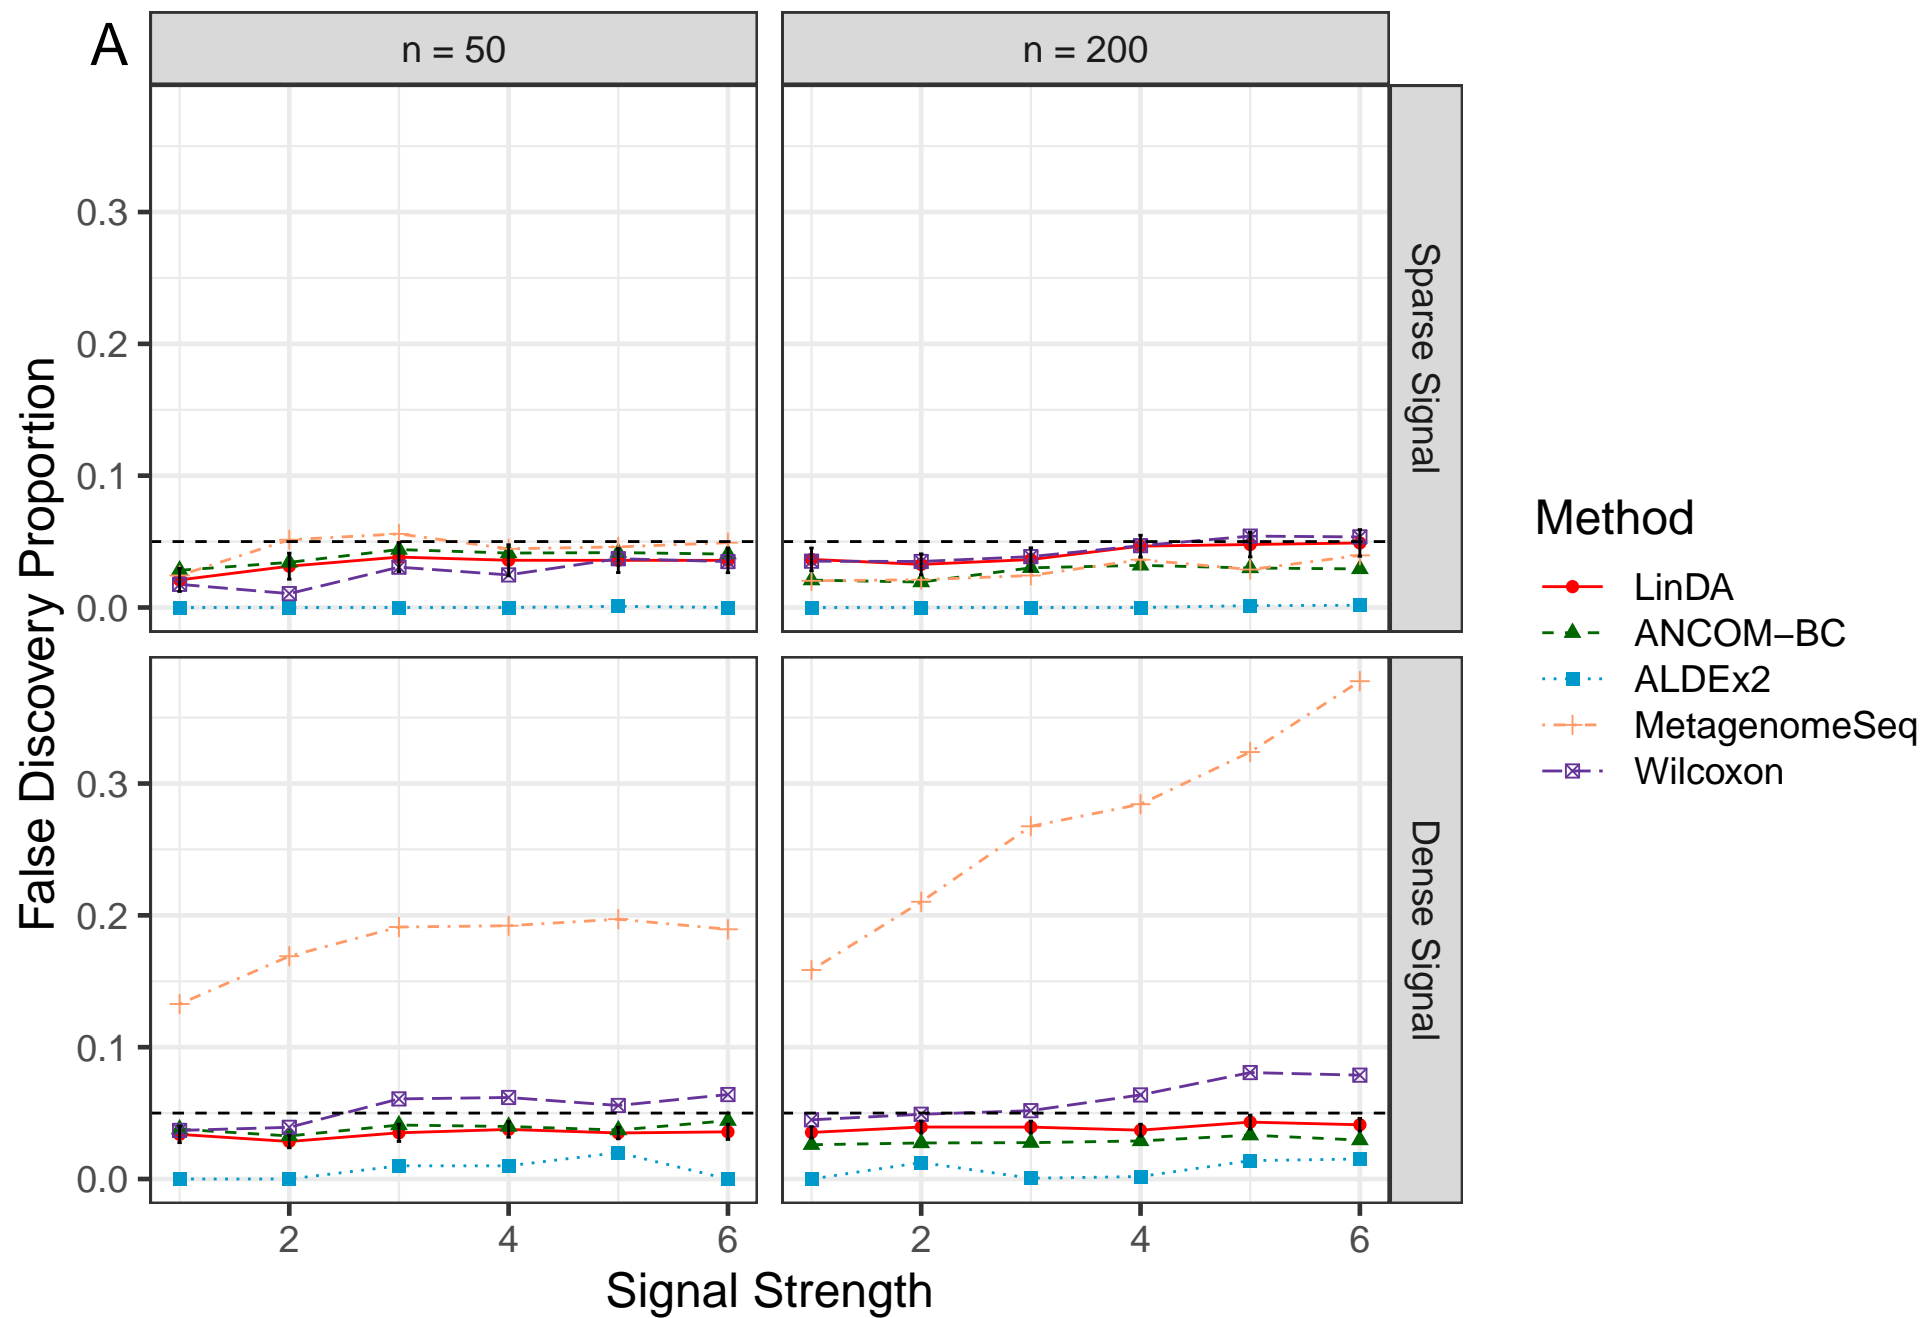 A
n = 50
n = 200
0.3
0.2
0.1
0.0
Sparse Signal
False Discovery Proportion
0.3
0.2
0.1
0.0
Dense Signal
2
4
6
2
4
6
Signal Strength
Method
LinDA
ANCOM−BC
ALDEx2
MetagenomeSeq
Wilcoxon